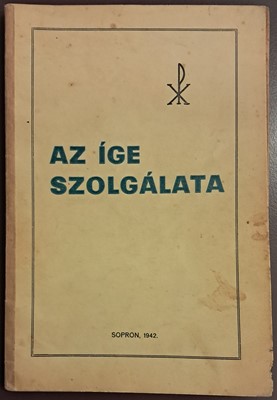 AZ ÍGE
SZOLGÁLATA
SOPRON, 1942.